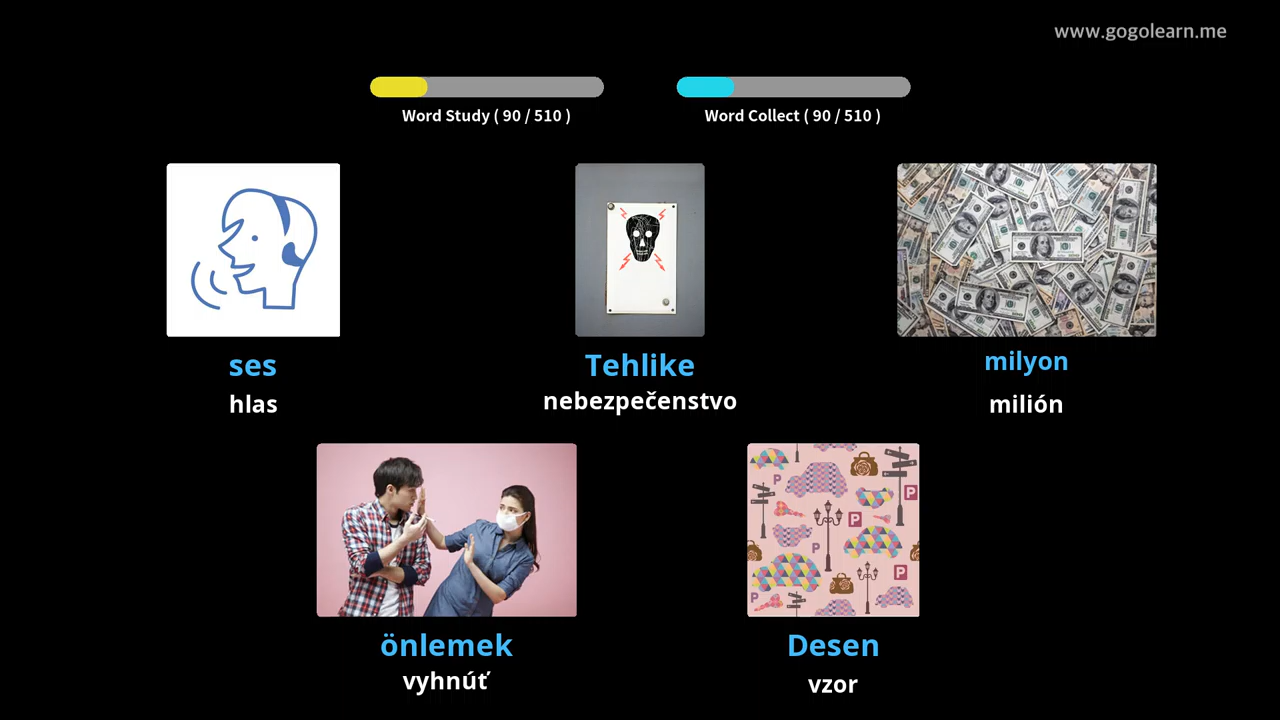 www.gogolearn.me
Word Study ( 90 / 510 )
Word Collect ( 90 / 510 )
ses
hlas
Tehlike
nebezpečenstvo
milyon
milión
önlemek
vyhnúť
Desen
vzor
P
P
P
P
P
P